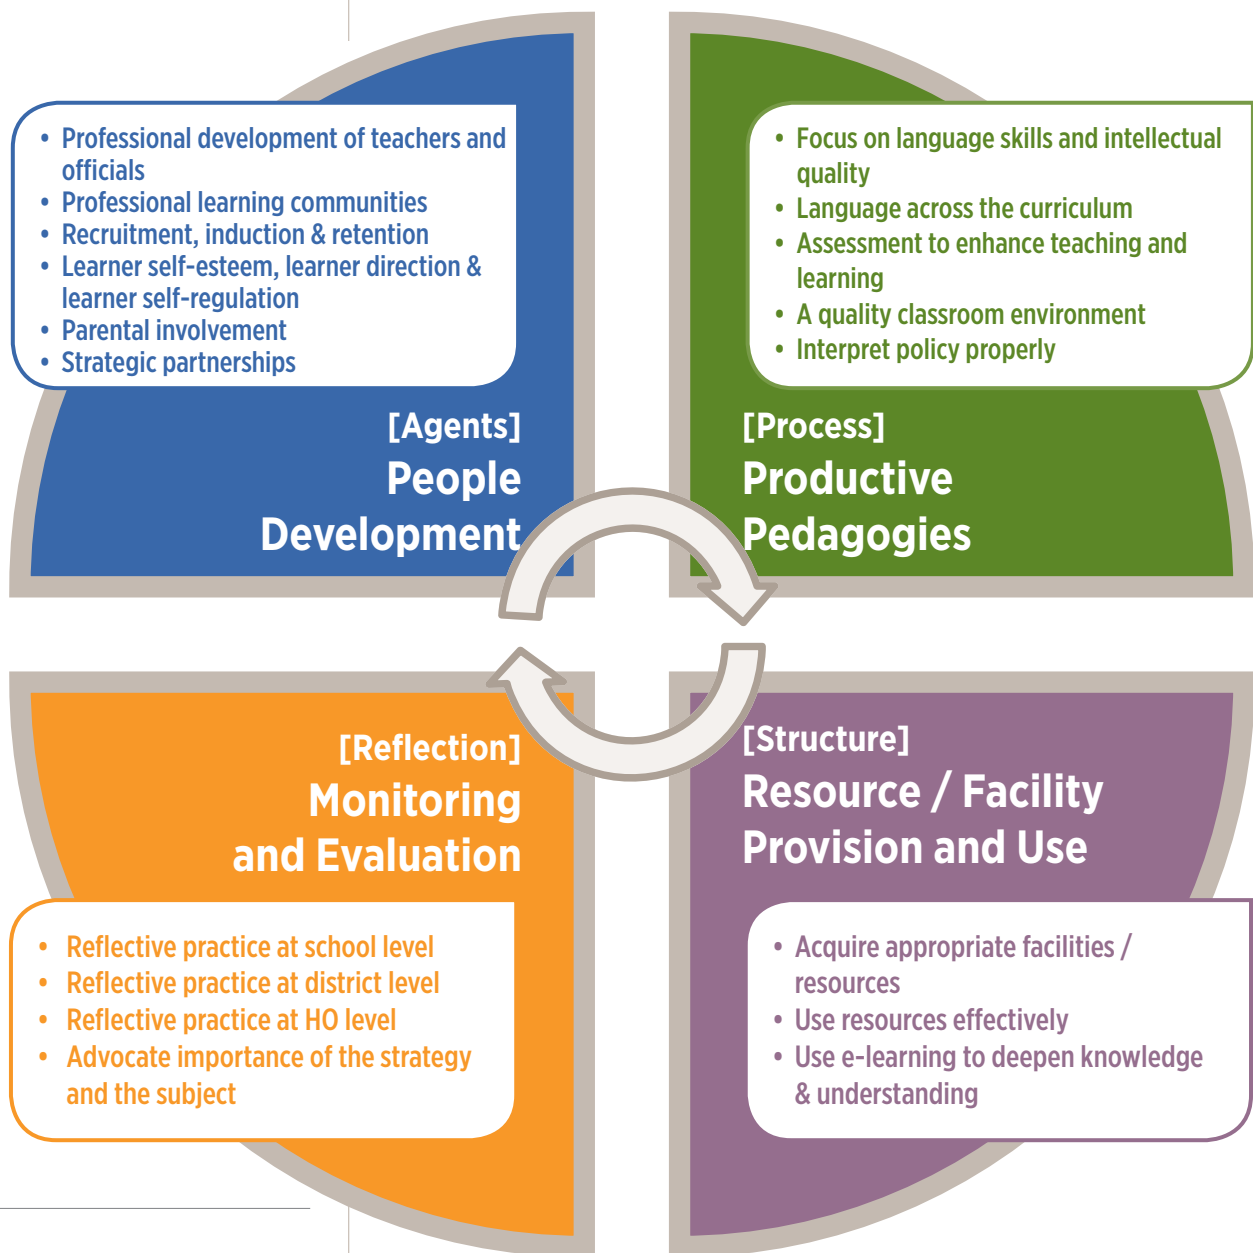 • Professional development of teachers and
officials
• Professional learning communities
• Recruitment, induction & retention
• Learner self-esteem, learner direction &
learner self-regulation
• Parental involvement
• Strategic partnerships
[Agents]
People
Development
• Focus on language skills and intellectual
quality
• Language across the curriculum
• Assessment to enhance teaching and
learning
• A quality classroom environment
• Interpret policy properly
[Process]
Productive
Pedagogies
[Reflection]
Monitoring
and Evaluation
• Reflective practice at school level
• Reflective practice at district level
• Reflective practice at HO level
• Advocate importance of the strategy
and the subject
[Structure]
Resource / Facility
Provision and Use
• Acquire appropriate facilities /
resources
• Use resources effectively
• Use e-learning to deepen knowledge
& understanding